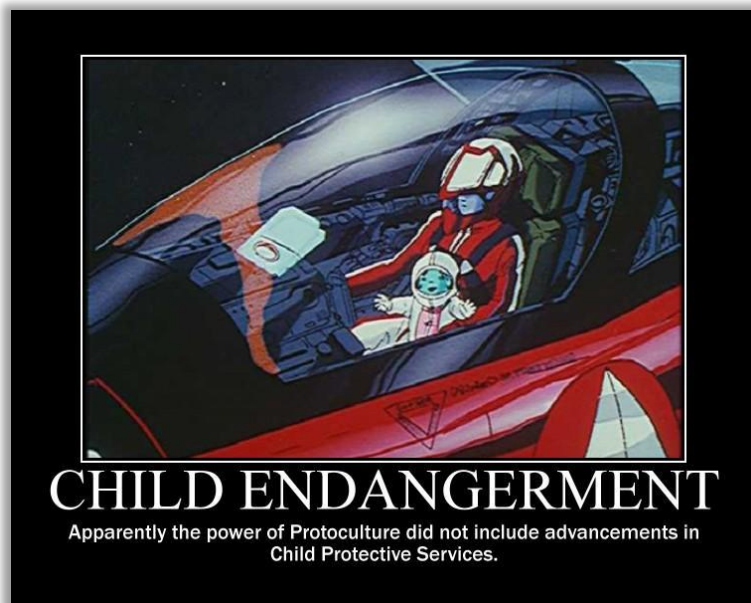 CHILD ENDANGERMENT
Apparently the power of Protoculture did not include advancements in
Child Protective Services.